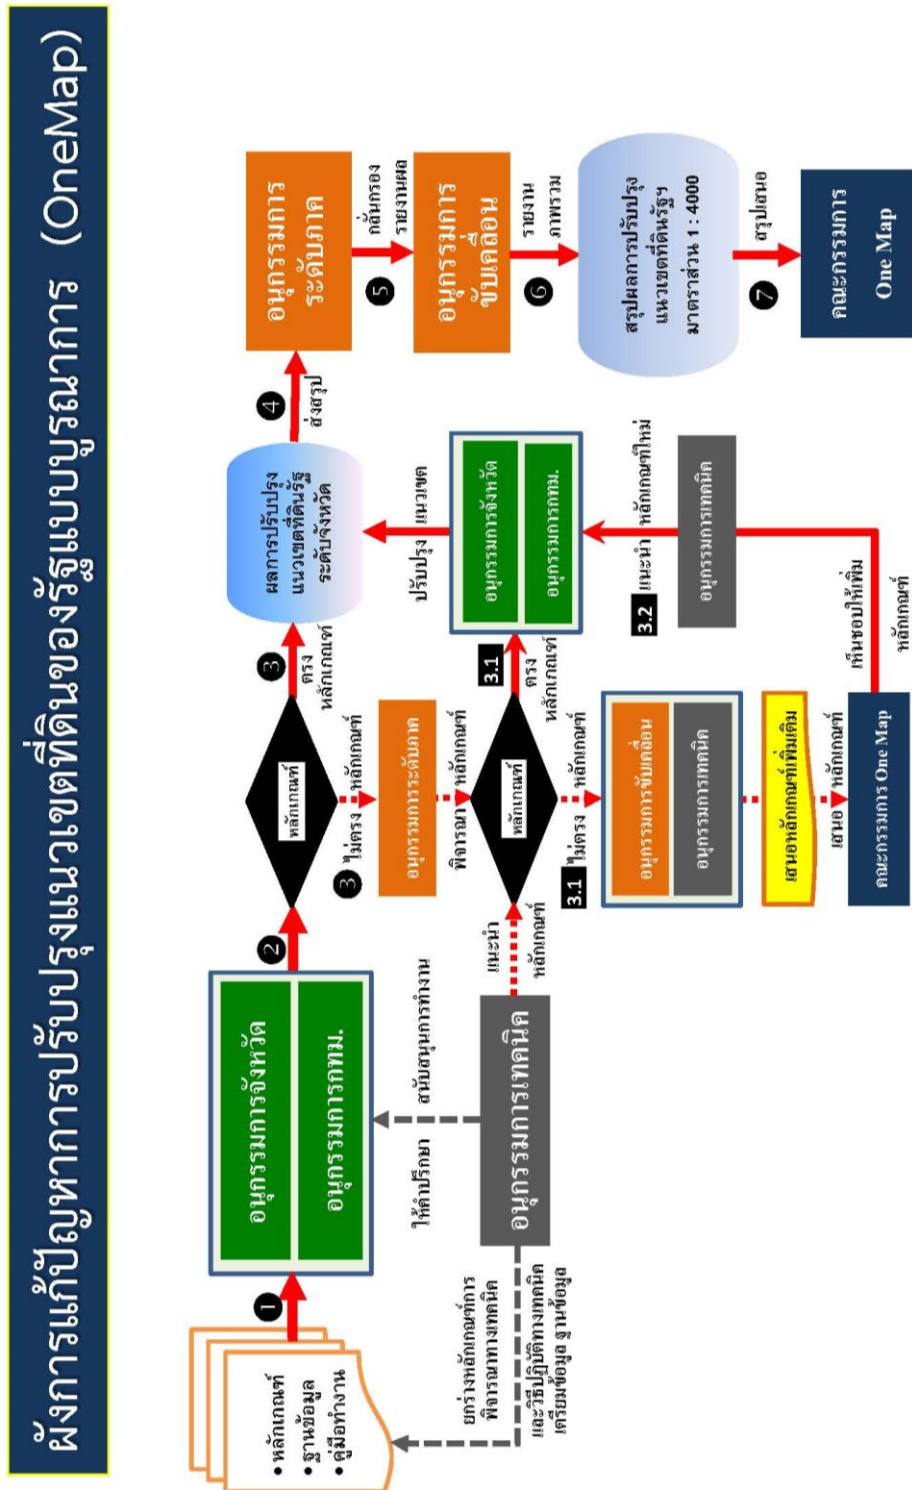 ผังการแก้ปัญหาการปรับปรุงแนวเขตที่ดินของรัฐแบบบูรณาการ (OneMap)
• หลักเกณฑ์
• ฐานข้อมูล
• คู่มือทำงาน
❶
อนุกรรมการจังหวัด
อนุกรรมการกทม.
❷
หลักเกณฑ์
❸
ตรง
หลักเกณฑ์
ผลการปรับปรุง
แนวเขตที่ดินรัฐ
ระดับจังหวัด
❹
ส่งสรุป
อนุกรรมการ
ระดับภาค
❺
กลั่นกรอง
รายงานผล
อนุกรรมการ
ขับเคลื่อน
❻
รายงาน
ภาพรวม
สรุปผลการปรับปรุง
แนวเขตที่ดินรัฐฯ
มาตราส่วน 1 : 4000
❼
สรุปเสนอ
คณะกรรมการ
One Map
❸
ไม่ตรง หลักเกณฑ์
อนุกรรมการระดับภาค
พิจารณา หลักเกณฑ์
หลักเกณฑ์
3.1
ตรง
หลักเกณฑ์
อนุกรรมการจังหวัด
อนุกรรมการกทม.
ปรับปรุง แนวเขต
3.1
ไม่ตรง หลักเกณฑ์
อนุกรรมการขับเคลื่อน
อนุกรรมการเทคนิค
เสนอหลักเกณฑ์เพิ่มเติม
เสนอ หลักเกณฑ์
คณะกรรมการ One Map
เห็นชอบให้เพิ่ม
หลักเกณฑ์
อนุกรรมการเทคนิค
3.2
แนะนำ หลักเกณฑ์ใหม่
ให้คำปรึกษา สนับสนุนการทำงาน
อนุกรรมการเทคนิค
แนะนำ
หลักเกณฑ์
ยกร่างหลักเกณฑ์การ
พิจารณาทางเทคนิค
และวิธีปฏิบัติทางเทคนิค
เตรียมข้อมูล ฐานข้อมูล